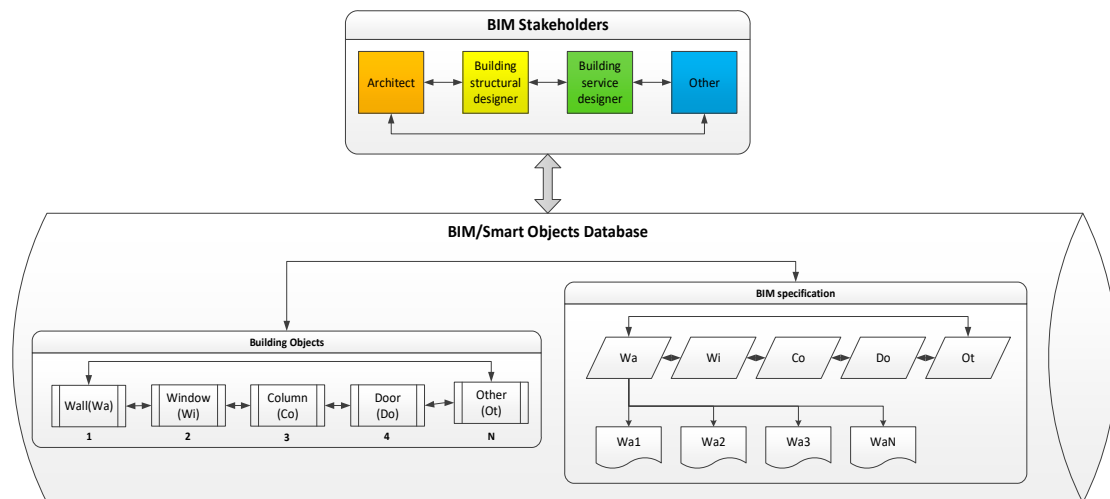 BIM Stakeholders
Architect
Building
structural
designer
Building
service
designer
Other
BIM/Smart Objects Database
BIM specification
Wa
Wi
Co
Do
Ot
Wa1
Wa2
Wa3
WaN
Building Objects
Wall(Wa)
Window
(Wi)
Column
(Co)
Door
(Do)
Other
(Ot)
1
2
3
4
N